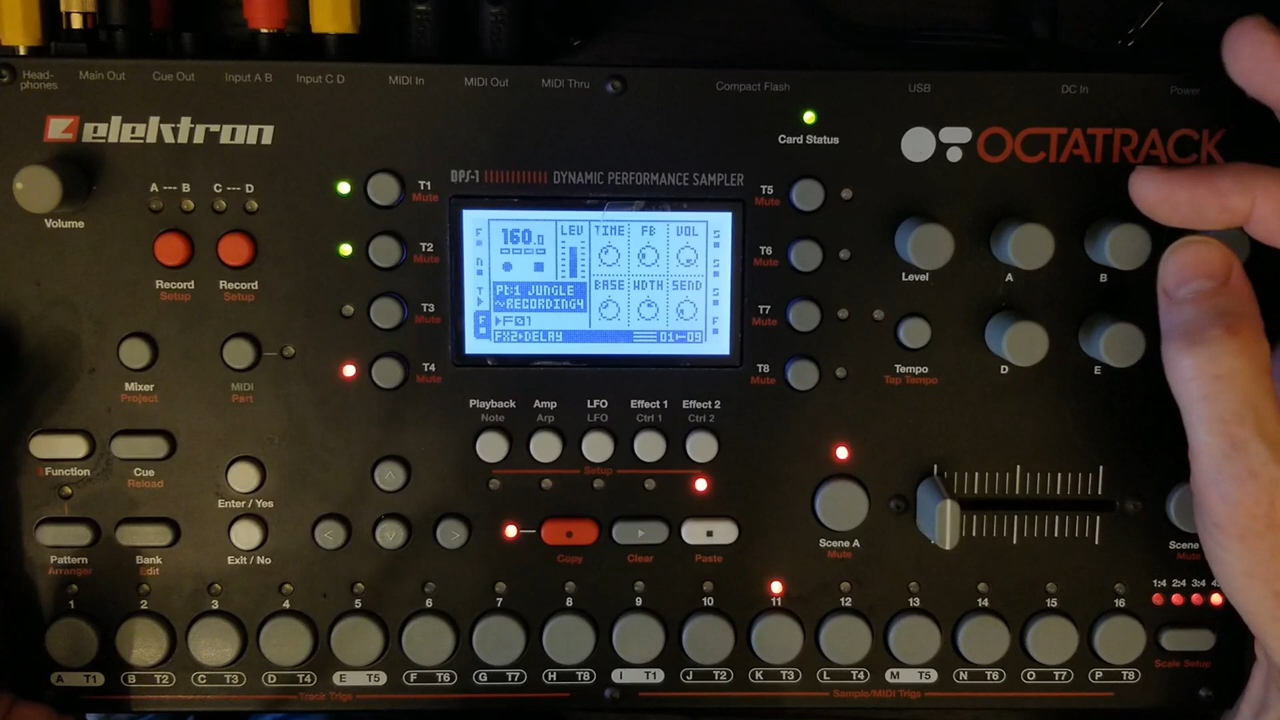 Head-
phones
Main Out
Cue Out
Input A B
Input C D
MIDI In
MIDI Out
MIDI Thru
Compact Flash
USB
DC In
Power
elektron
Card Status
OCTATRACK
DPS-1
DYNAMIC PERFORMANCE SAMPLER
Volume
A --- B
C --- D
Record
Setup
Record
Setup
T1
Mute
T2
Mute
T3
Mute
T4
Mute
160.0
LEV
TIME
FB
VOL
BASE
WDTH
SEND
PT:1 JUNGLE
RECORDING4
F01
FX2 DELAY
01 09
T5
Mute
T6
Mute
T7
Mute
T8
Mute
Level
A
B
D
E
Tempo
Tap Tempo
Mixer
Project
MIDI
Part
Playback
Note
Amp
Arp
LFO
LFO
Effect 1
Ctrl 1
Effect 2
Ctrl 2
Setup
Function
Cue
Reload
Enter / Yes
Pattern
Arranger
Bank
Edit
Exit / No
Copy
Clear
Paste
Scene A
Mute
Scene
Mute
1:4 2:4 3:4 4:
Scale Setup
1 2 3 4 5 6 7 8 9 10 11 12 13 14 15 16
A T1
B T2
C T3
D T4
E T5
F T6
G T7
H T8
I T1
J T2
K T3
L T4
M T5
N T6
O T7
P T8
Track Trigs
Sample/MIDI Trigs